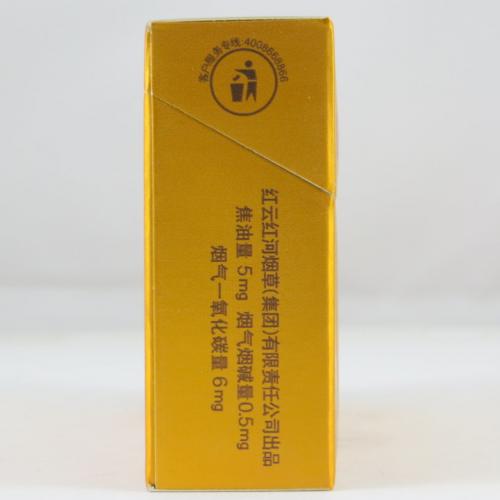 客户服务专线:4008668866
红云红河烟草(集团)有限责任公司出品
焦油量 5mg 烟气烟碱量0.5mg
烟气一氧化碳量 6mg